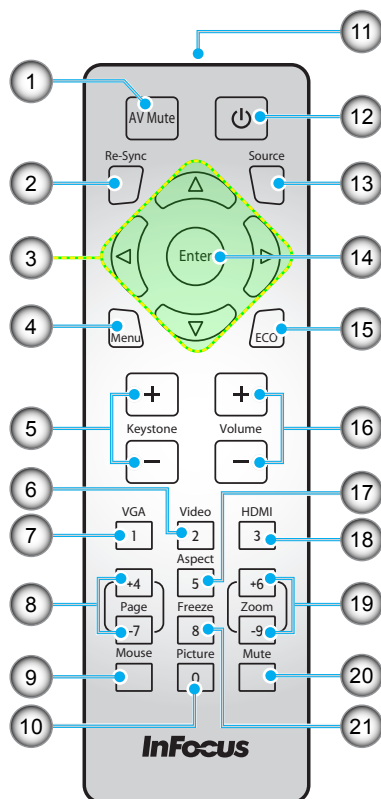 11
1
AV Mute
12
Re-Sync
Source
2
13
3
Enter
14
4
Menu
ECO
15
+
+
5
Keystone
Volume
16
−
−
6
17
VGA
Video
HDMI
7
1
2
3
18
Aspect
8
+4
5
+6
19
Page
Freeze
Zoom
-7
8
-9
Mouse
Picture
Mute
9
0
20
10
21
InFocus